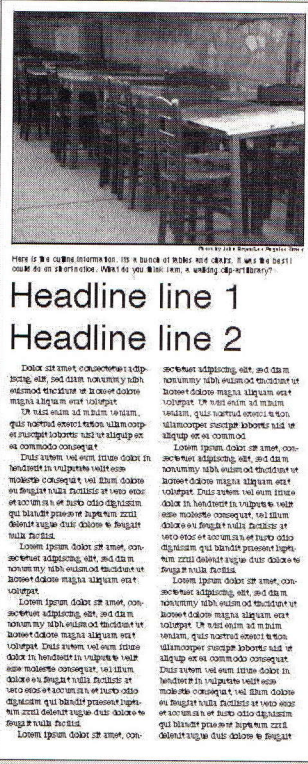 Here is the cutline information. Its a bunch of tables and chairs. It was the best I
could do on short notice. What do you think I am, a walking clip-art library?
Headline line 1
Headline line 2
Dolor sit amet, consectetuer adip-
iscing elit, sed diam nonummy nibh
euismod tincidunt ut laoreet dolore
magna aliquam erat volutpat.
Ut wisi enim ad minim veniam,
quis nostrud exerci tation ullamcorp-
er suscipit lobortis nisl ut aliquip ex
ea commodo consequat.
Duis autem vel eum iriure dolor in
hendrerit in vulputate velit esse
molestie consequat, vel illum dolore
eu feugiat nulla facilisis at vero eros
et accumsan et iusto odio dignissim
qui blandit praesent luptatum zzril
delenit augue duis dolore te feugait
nulla facilisi.
Lorem ipsum dolor sit amet, con-
sectetuer adipiscing elit, sed diam
nonummy nibh euismod tincidunt ut
laoreet dolore magna aliquam erat
volutpat.
Lorem ipsum dolor sit amet, con-
sectetuer adipiscing elit, sed diam
nonummy nibh euismod tincidunt ut
laoreet dolore magna aliquam erat
volutpat. Duis autem vel eum iriure
dolor in hendrerit in vulputate velit
esse molestie consequat, vel illum
dolore eu feugiat nulla facilisis at
vero eros et accumsan et iusto odio
dignissim qui blandit praesent lupta-
tum zzril delenit augue duis dolore te
feugait nulla facilisi.
Lorem ipsum dolor sit amet, con-
sectetuer adipiscing elit, sed diam
nonummy nibh euismod tincidunt ut
laoreet dolore magna aliquam erat
volutpat. Ut wisi enim ad minim
veniam, quis nostrud exerci tation
ullamcorper suscipit lobortis nisl ut
aliquip ex ea commod
Lorem ipsum dolor sit amet, con-
sectetuer adipiscing elit, sed diam
nonummy nibh euismod tincidunt ut
laoreet dolore magna aliquam erat
volutpat. Duis autem vel eum iriure
dolor in hendrerit in vulputate velit
esse molestie consequat, vel illum
dolore eu feugiat nulla facilisis at
vero eros et accumsan et iusto odio
dignissim qui blandit praesent lupta-
tum zzril delenit augue duis dolore te
feugait nulla facilisi.
Lorem ipsum dolor sit amet, con-
sectetuer adipiscing elit, sed diam
nonummy nibh euismod tincidunt ut
laoreet dolore magna aliquam erat
volutpat. Ut wisi enim ad minim
veniam, quis nostrud exerci tation
ullamcorper suscipit lobortis nisl ut
aliquip ex ea commodo consequat.
Duis autem vel eum iriure dolor in
hendrerit in vulputate velit esse
molestie consequat, vel illum dolore
eu feugiat nulla facilisis at vero eros
et accumsan et iusto odio dignissim
qui blandit praesent luptatum zzril
delenit augue duis dolore te feugait